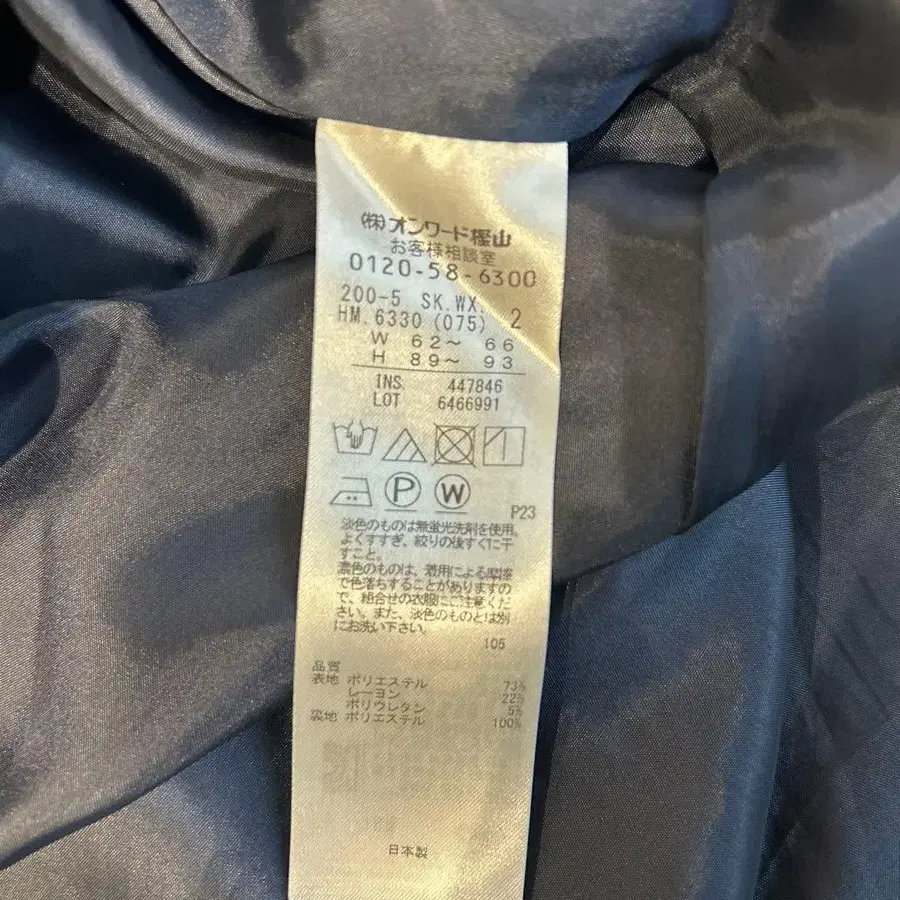 (株)オンワード樫山
お客様相談室
0120-58-6300
200-5 SK.WX. 2
HM.6330(075)
W 62～ 66
H 89～ 93
INS 447846
LOT 6466991
P W
P23
淡色のものは無蛍光洗剤を使用。
よくすすぎ、絞りの後すぐに干
すこと。
濃色のものは、着用による摩擦
で色落ちすることがありますの
で、組合せの衣服にご注意くだ
さい。また、淡色のものとは別
にお洗い下さい。
105
品質
表地 ポリエステル 73%
レーヨン 22%
ポリウレタン 5%
裏地 ポリエステル 100%
日本製